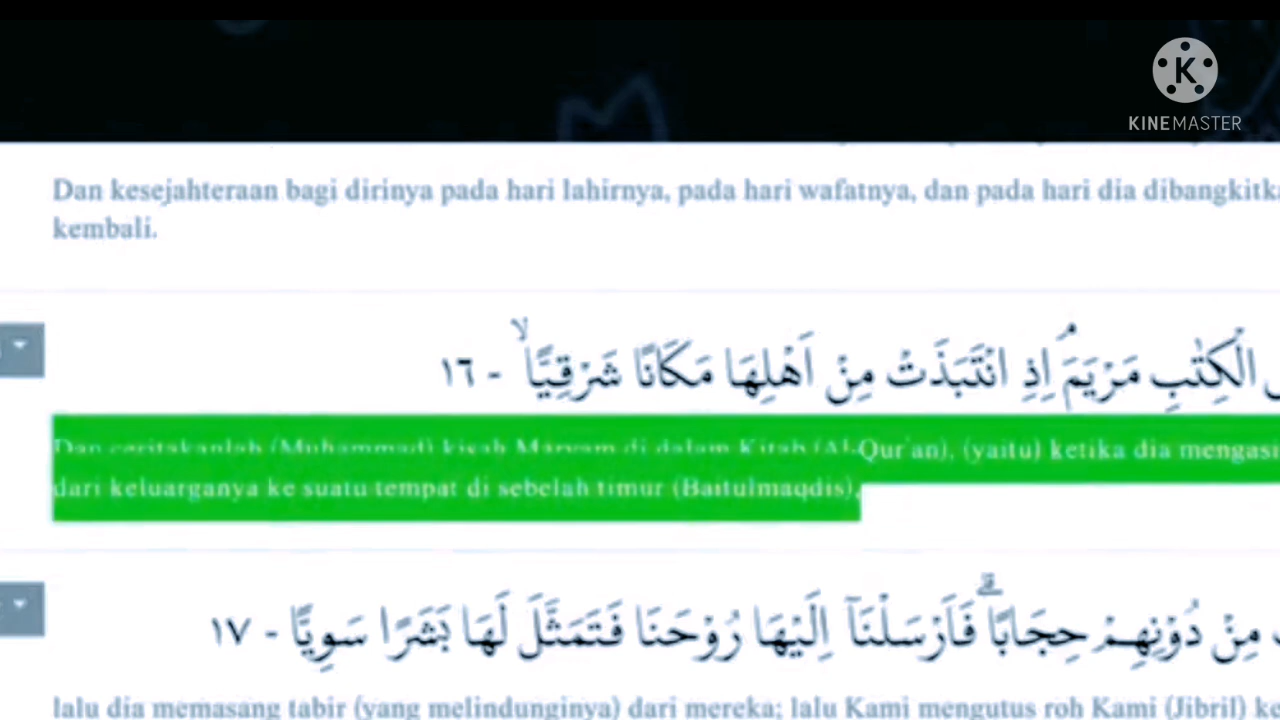 KINEMASTER
Dan kesejahteraan bagi dirinya pada hari lahirnya, pada hari wafatnya, dan pada hari dia dibangkitka
kembali.
الْكِتٰبِ مَرْيَمَۘ اِذِ انْتَبَذَتْ مِنْ اَهْلِهَا مَكَانًا شَرْقِيًّاۙ - ١٦
Dan ceritakanlah (Muhammad) kisah Maryam di dalam Kitab (Al-Qur'an), (yaitu) ketika dia mengasi
dari keluarganya ke suatu tempat di sebelah timur (Baitulmaqdis),
مِنْ دُوْنِهِمْ حِجَابًاۗ فَاَرْسَلْنَآ اِلَيْهَا رُوْحَنَا فَتَمَثَّلَ لَهَا بَشَرًا سَوِيًّا - ١٧
lalu dia memasang tabir (yang melindunginya) dari mereka; lalu Kami mengutus roh Kami (Jibril) ke